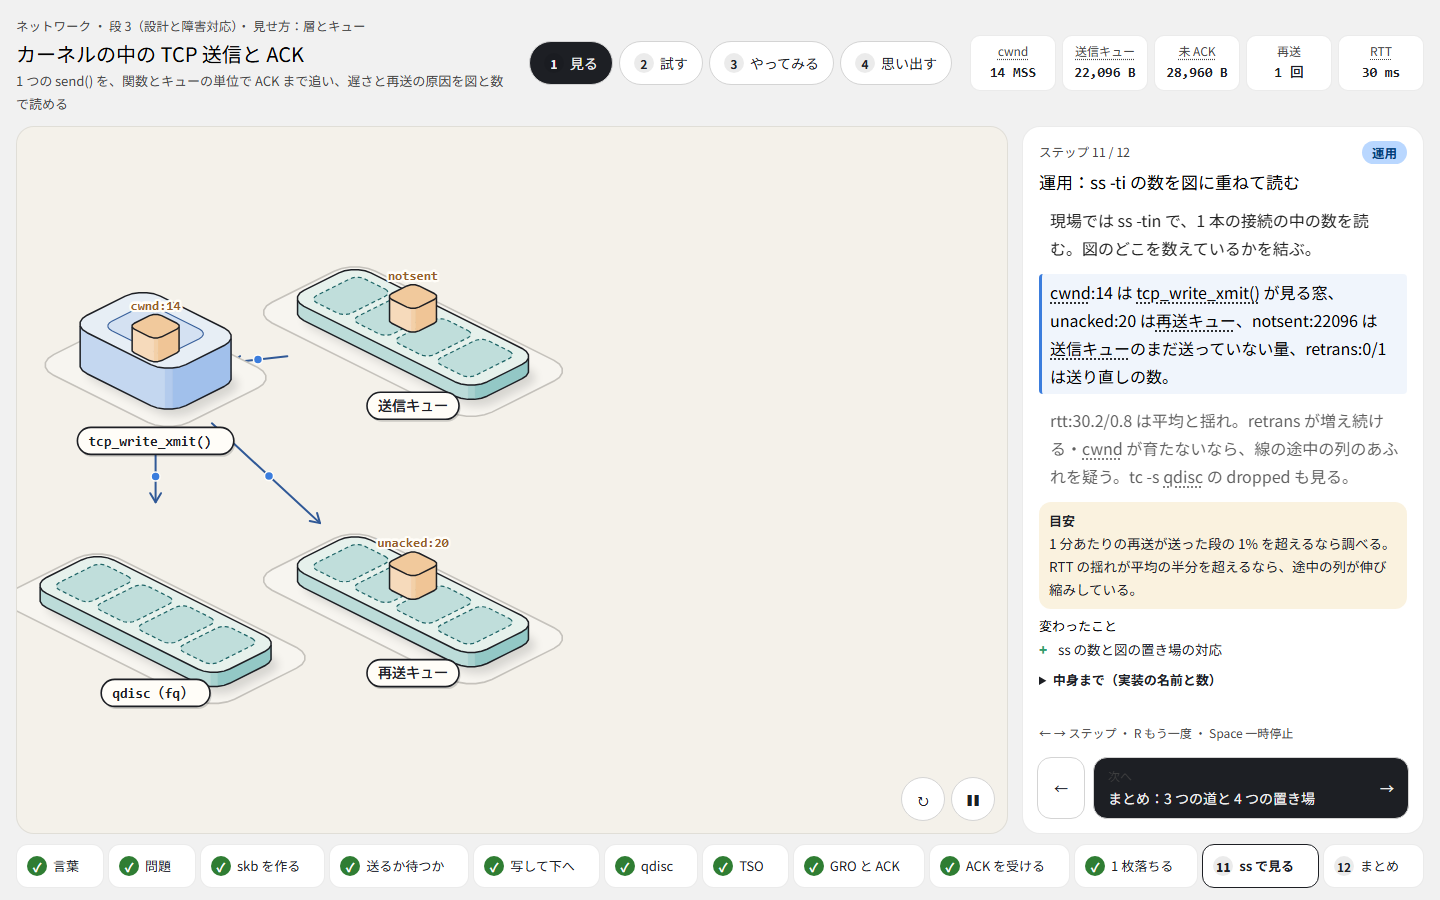 ネットワーク ・ 段 3（設計と障害対応）・ 見せ方：層とキュー
カーネルの中の TCP 送信と ACK
1 つの send() を、関数とキューの単位で ACK まで追い、遅さと再送の原因を図と数
で読める
1 見る
2 試す
3 やってみる
4 思い出す
cwnd
14 MSS
送信キュー
22,096 B
未 ACK
28,960 B
再送
1 回
RTT
30 ms
notsent
cwnd:14
送信キュー
tcp_write_xmit()
unacked:20
再送キュー
qdisc (fq)
↻
ステップ 11 / 12
運用
運用：ss -ti の数を図に重ねて読む
現場では ss -tin で、1 本の接続の中の数を読
む。図のどこを数えているかを結ぶ。
cwnd:14 は tcp_write_xmit() が見る窓、
unacked:20 は再送キュー、notsent:22096 は
送信キューのまだ送っていない量、retrans:0/1
は送り直しの数。
rtt:30.2/0.8 は平均と揺れ。retrans が増え続け
る・cwnd が育たないなら、線の途中の列のあふ
れを疑う。tc -s qdisc の dropped も見る。
目安
1 分あたりの再送が送った段の 1% を超えるなら調べる。
RTT の揺れが平均の半分を超えるなら、途中の列が伸び
縮みしている。
変わったこと
+ ss の数と図の置き場の対応
▶ 中身まで（実装の名前と数）
← → ステップ ・ R もう一度 ・ Space 一時停止
←
次へ
まとめ：3 つの道と 4 つの置き場 →
✓ 言葉
✓ 問題
✓ skb を作る
✓ 送るか待つか
✓ 写して下へ
✓ qdisc
✓ TSO
✓ GRO と ACK
✓ ACK を受ける
✓ 1 枚落ちる
11 ss で見る
12 まとめ